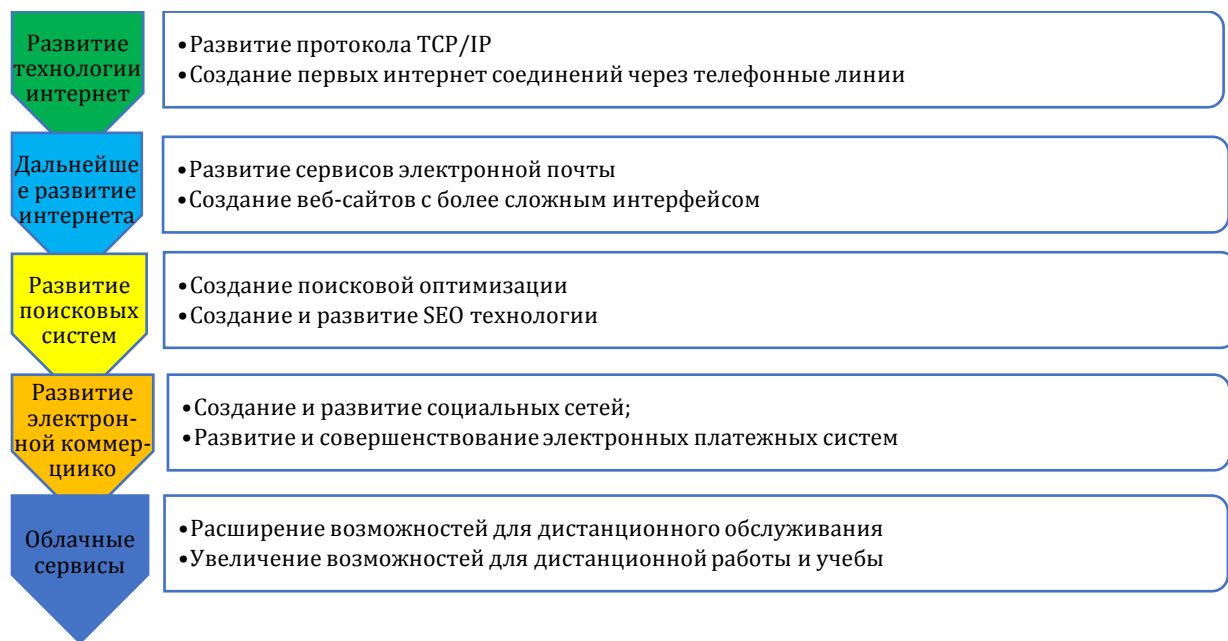 Развитие
технологии
интернет
•Развитие протокола TCP/IP
•Создание первых интернет соединений через телефонные линии
Дальнейше
е развитие
интернета
•Развитие сервисов электронной почты
•Создание веб-сайтов с более сложным интерфейсом
Развитие
поисковых
систем
•Создание поисковой оптимизации
•Создание и развитие SEO технологии
Развитие
электрон-
ной коммер-
циико
•Создание и развитие социальных сетей;
•Развитие и совершенствование электронных платежных систем
Облачные
сервисы
•Расширение возможностей для дистанционного обслуживания
•Увеличение возможностей для дистанционной работы и учебы